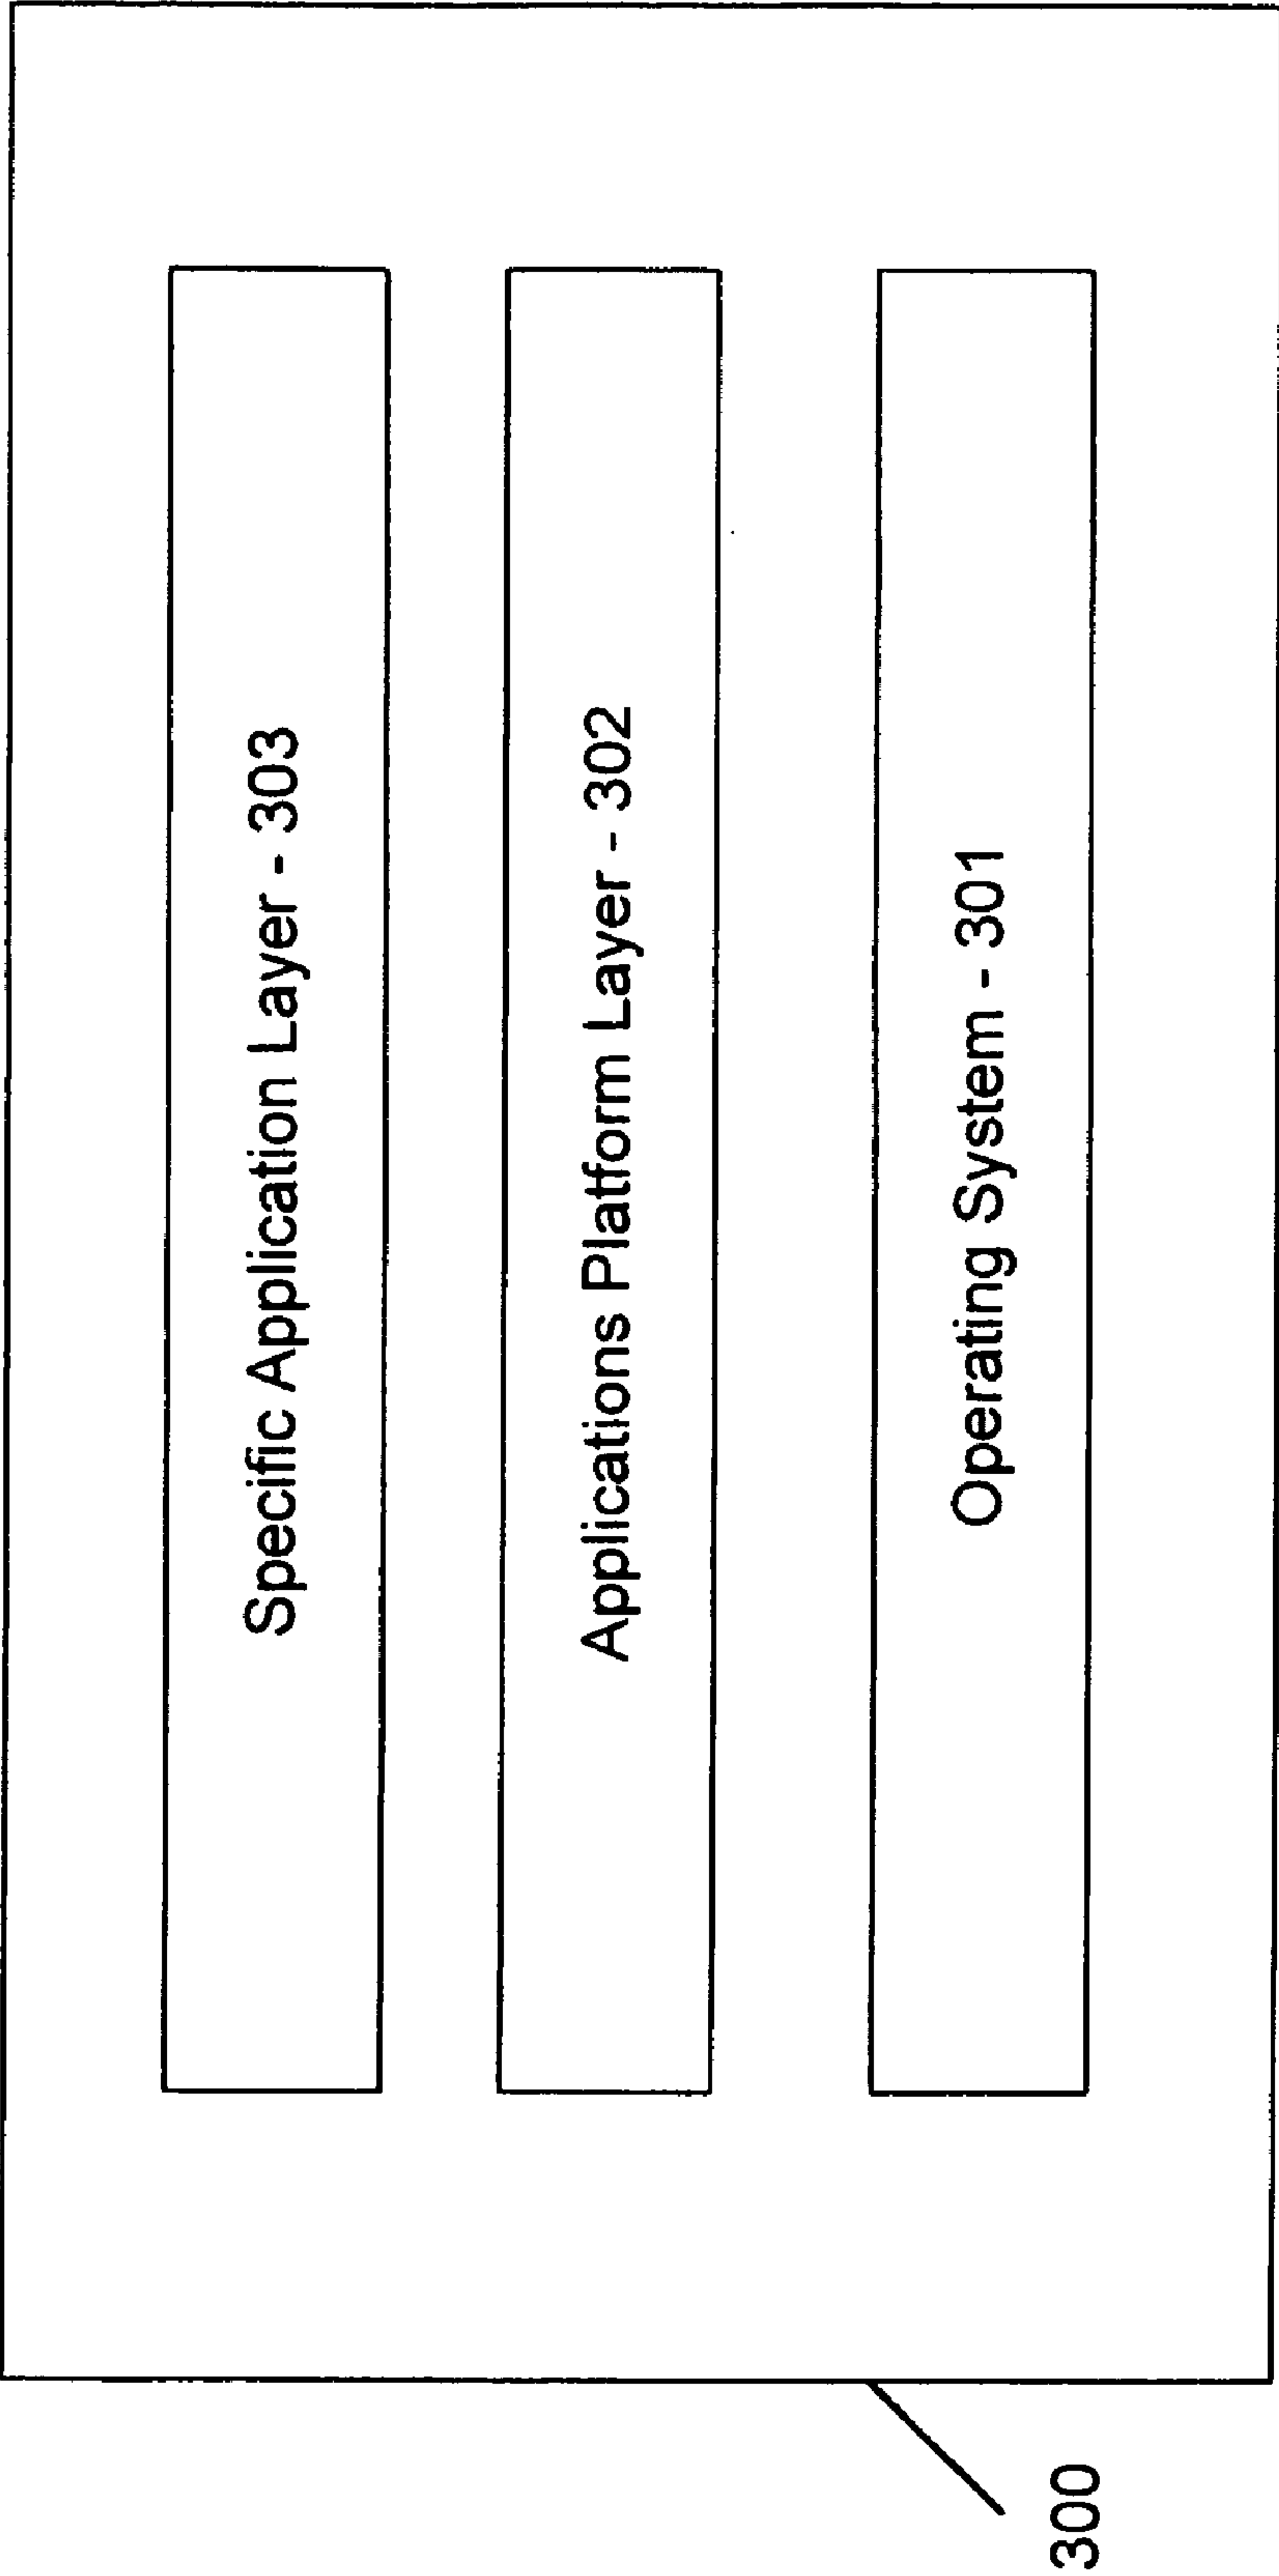 Specific Application Layer - 303
Applications Platform Layer - 302
Operating System - 301
300